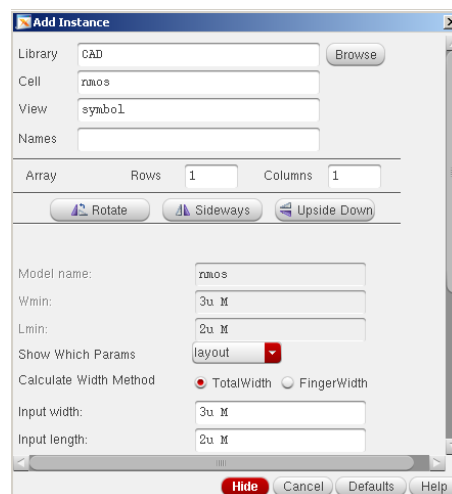 Add Instance
Library CAD Browse
Cell nmos
View symbol
Names
Array Rows 1 Columns 1
Rotate Sideways Upside Down
Model name: nmos
Wmin: 3u M
Lmin: 2u M
Show Which Params layout
Calculate Width Method TotalWidth FingerWidth
Input width: 3u M
Input length: 2u M
Hide Cancel Defaults Help